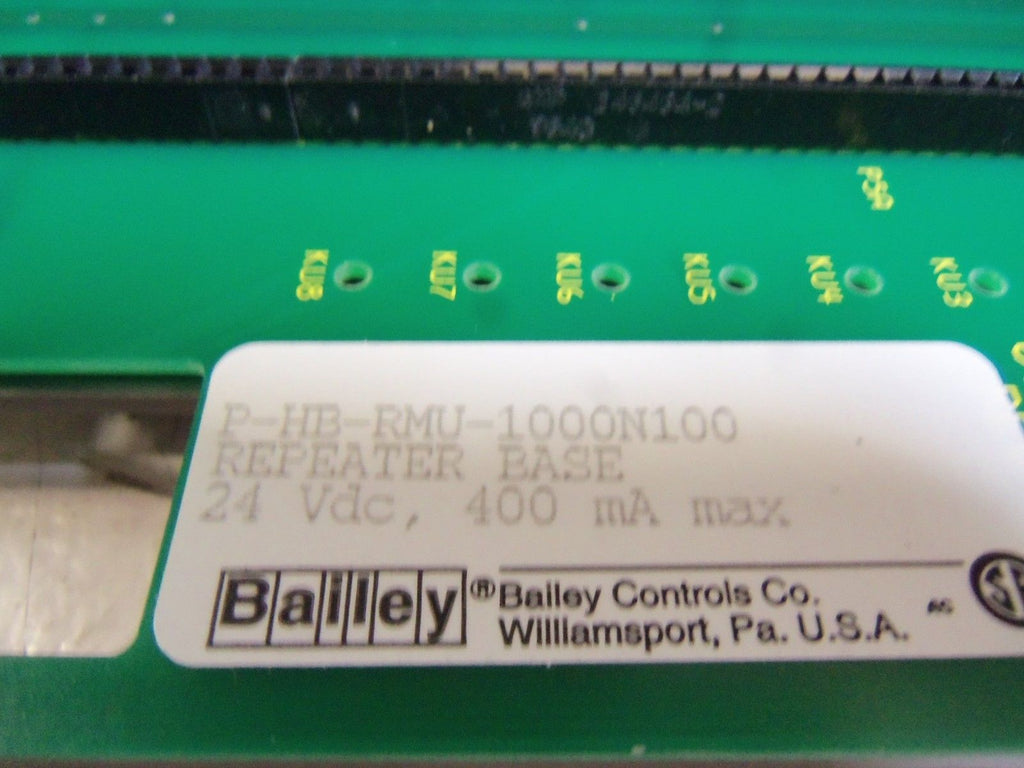 PSA
KU8 KU7 KU6 KU5 KU4 KU3
P-HB-RMU-1000N100
REPEATER BASE
24 Vdc, 400 mA max
Bailey® Bailey Controls Co.
Williamsport, Pa. U.S.A.